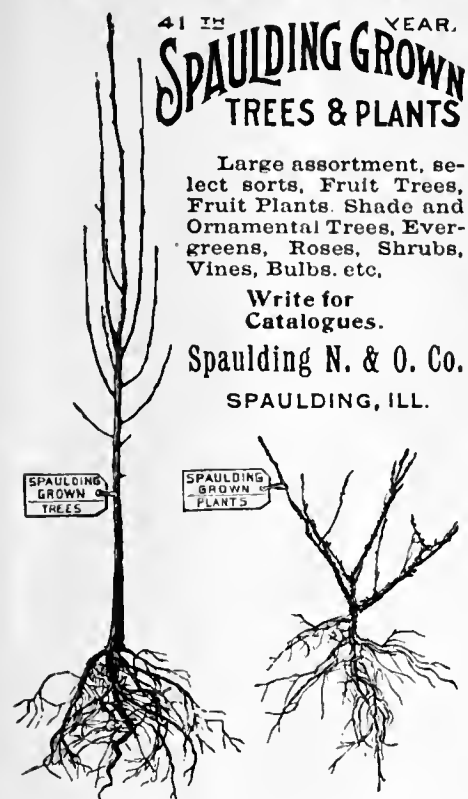 41 TH YEAR.
SPAULDING GROWN
TREES & PLANTS
Large assortment, se-
lect sorts, Fruit Trees,
Fruit Plants. Shade and
Ornamental Trees, Ever-
greens, Roses, Shrubs,
Vines, Bulbs. etc,
Write for
Catalogues.
Spaulding N. & O. Co.
SPAULDING, ILL.
SPAULDING
GROWN
TREES
SPAULDING
GROWN
PLANTS